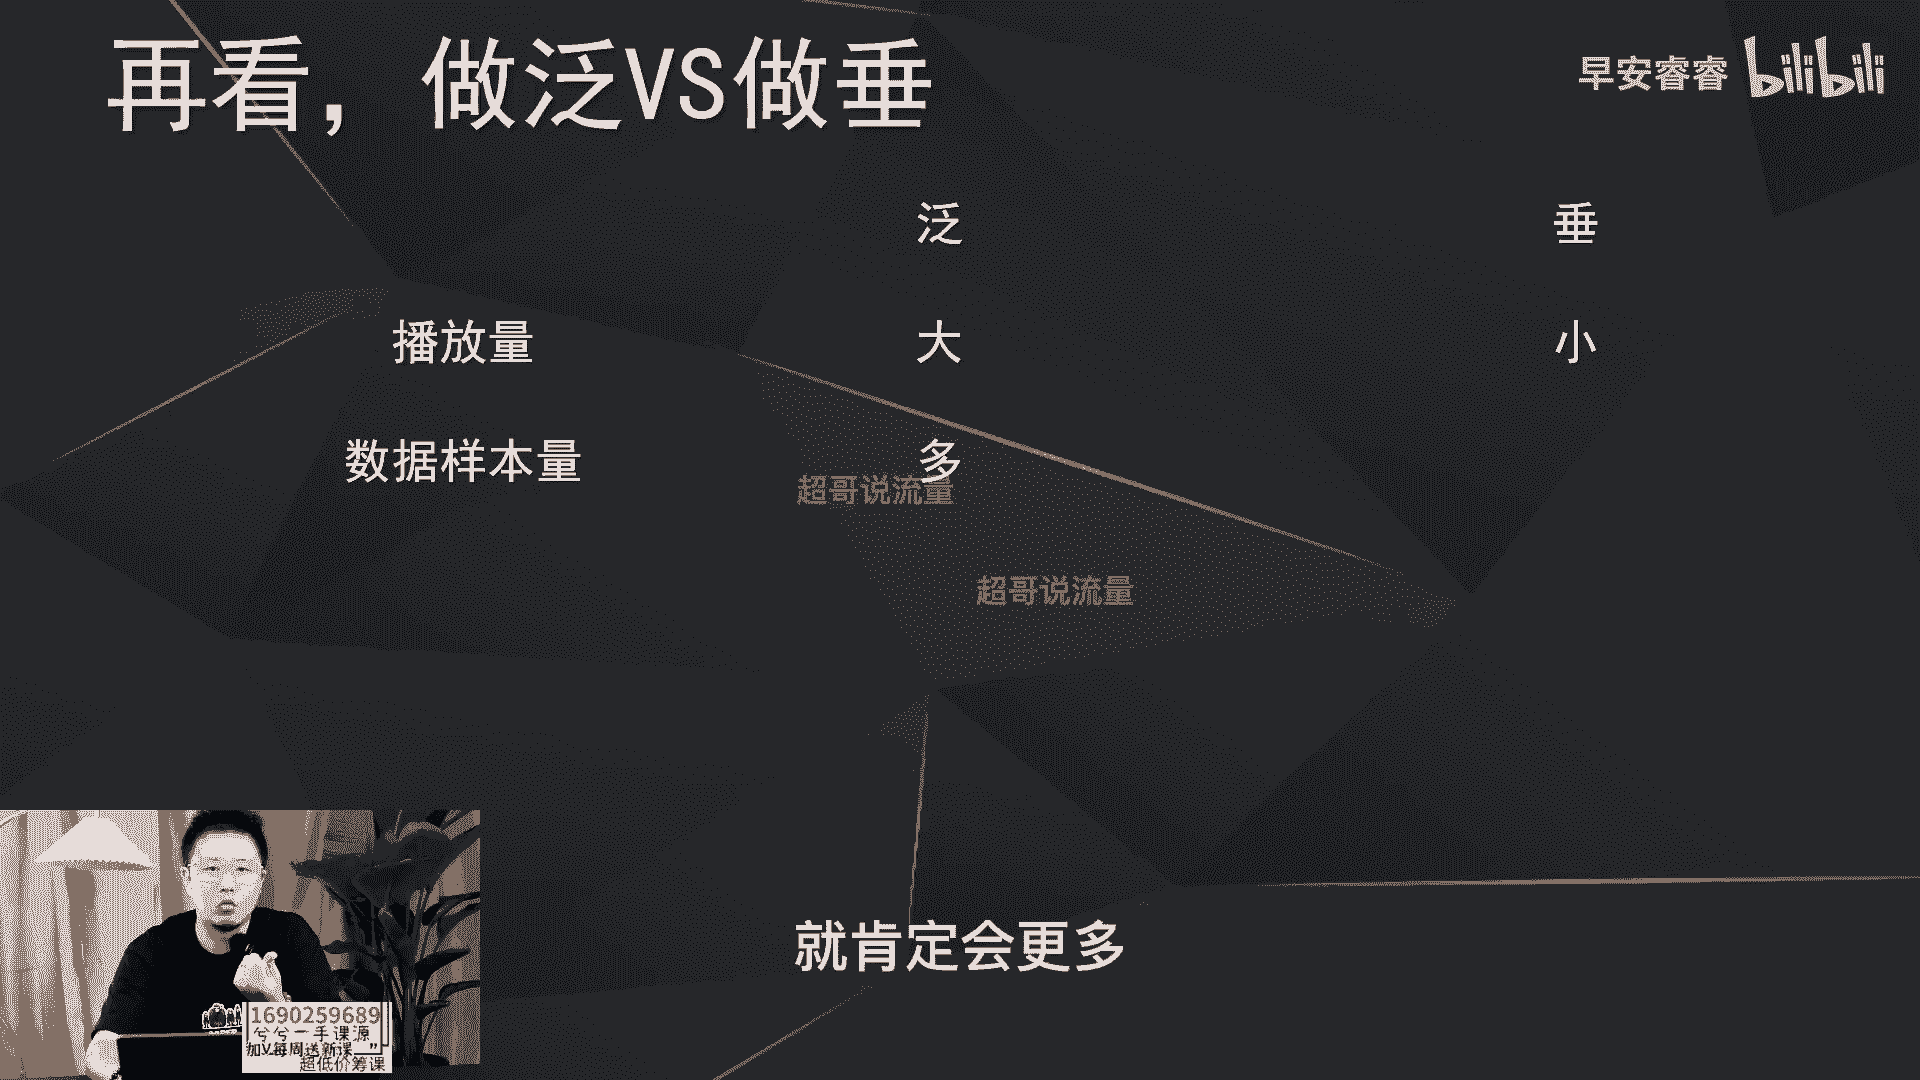 再看，做泛VS做垂
早安睿睿 bilibili
泛 垂
播放量 大 小
数据样本量 多
超哥说流量
超哥说流量
就肯定会更多
1690259689
兮兮一手课源
加V每周送新课
超低价筹课